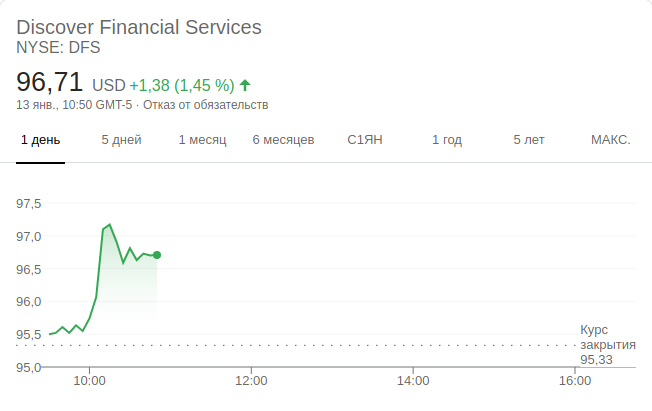 Discover Financial Services
NYSE: DFS
96,71 USD +1,38 (1,45 %)
13 янв., 10:50 GMT-5 · Отказ от обязательств
1 день 5 дней 1 месяц 6 месяцев С1ЯН 1 год 5 лет МАКС.
97,5
97,0
96,5
96,0
95,5
95,0
Курс
закрытия
95,33
10:00 12:00 14:00 16:00